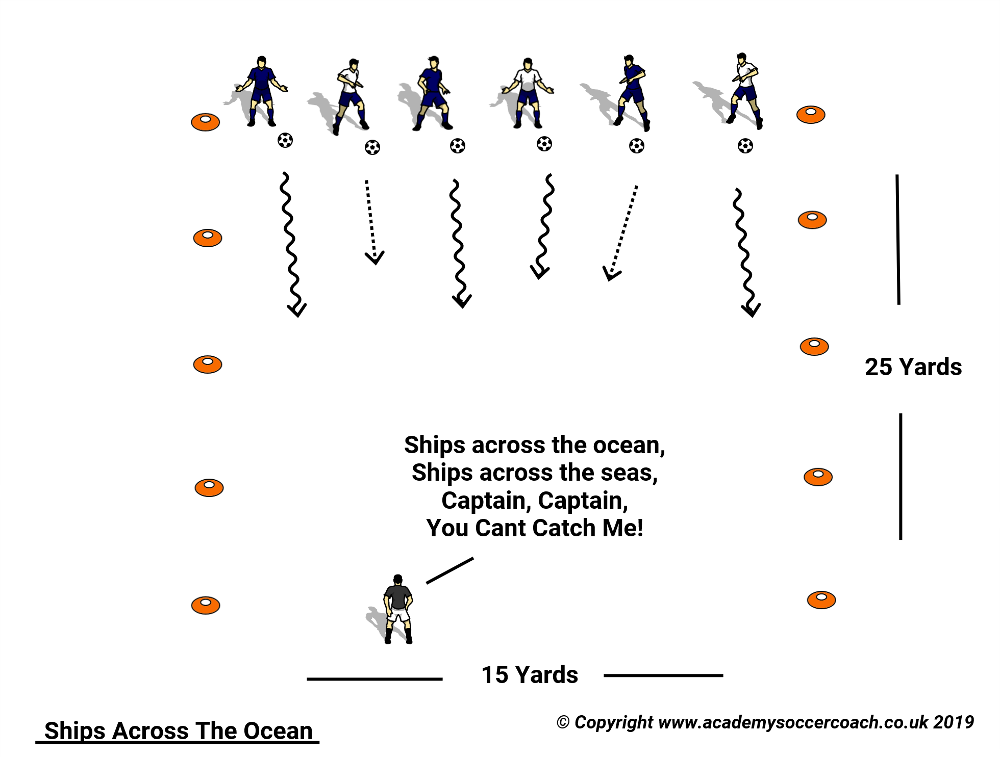 25 Yards
Ships across the ocean,
Ships across the seas,
Captain, Captain,
You Cant Catch Me!
15 Yards
Ships Across The Ocean
© Copyright www.academysoccercoach.co.uk 2019